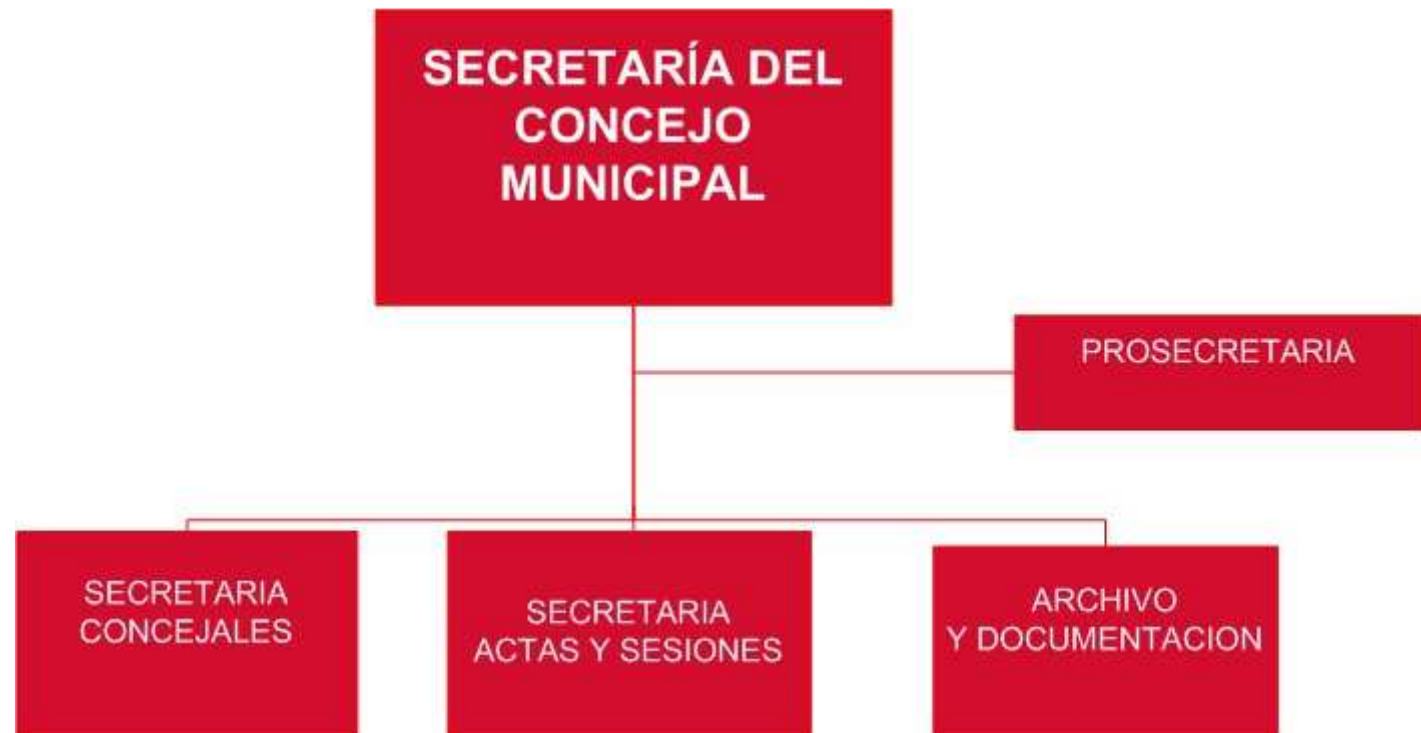 SECRETARÍA DEL
CONCEJO
MUNICIPAL
PROSECRETARIA
SECRETARIA
CONCEJALES
SECRETARIA
ACTAS Y SESIONES
ARCHIVO
Y DOCUMENTACION